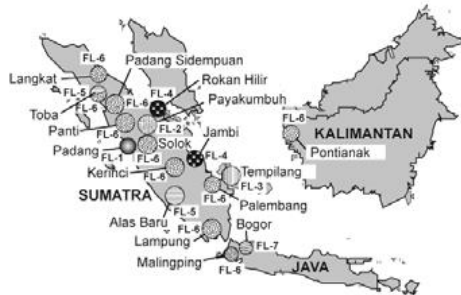 FL-6
Padang Sidempuan
Langkat
FL-4
Rokan Hilir
FL-5
Toba
FL-6
FL-6
Payakumbuh
Panti
FL-2
FL-6
Jambi
Padang
Solok
FL-1
FL-6
FL-4
Kerinci
Tempilang
FL-6
FL-3
SUMATRA
FL-6
Palembang
Alas Baru
FL-5
Lampung
FL-6
Bogor
FL-7
Malingping
FL-6
JAVA
FL-6
KALIMANTAN
Pontianak